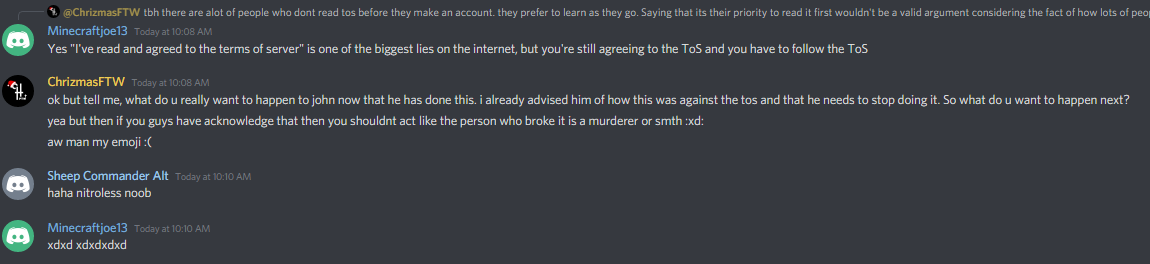 @ChrizmasFTW tbh there are alot of people who dont read tos before they make an account. they prefer to learn as they go. Saying that its their priority to read it first wouldn't be a valid argument considering the fact of how lots of
Minecraftjoe13 Today at 10:08 AM
Yes "I've read and agreed to the terms of server" is one of the biggest lies on the internet, but you're still agreeing to the ToS and you have to follow the ToS
ChrizmasFTW Today at 10:08 AM
ok but tell me, what do u really want to happen to john now that he has done this. i already advised him of how this was against the tos and that he needs to stop doing it. So what do u want to happen next?
yea but then if you guys have acknowledge that then you shouldnt act like the person who broke it is a murderer or smth :xd:
aw man my emoji :(
Sheep Commander Alt Today at 10:10 AM
haha nitroless noob
Minecraftjoe13 Today at 10:10 AM
xdxd xdxdxdxd